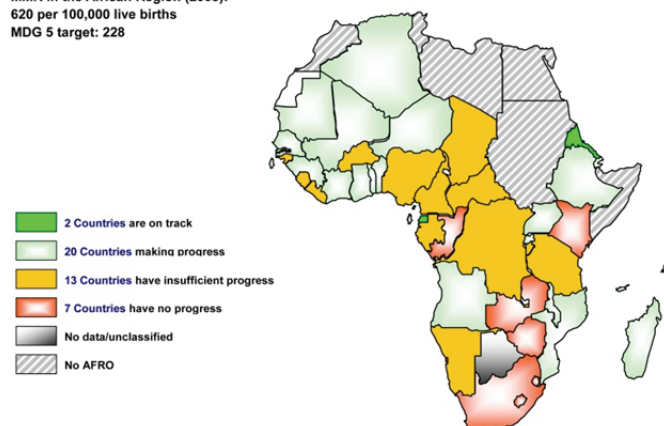 620 per 100,000 live births
MDG 5 target: 228
2 Countries are on track
20 Countries making progress
13 Countries have insufficient progress
7 Countries have no progress
No data/unclassified
No AFRO